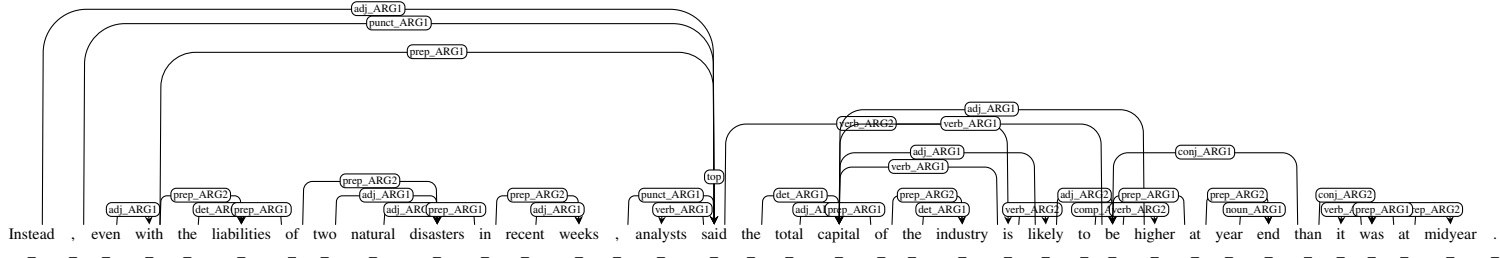 adj_ARG1
punct_ARG1
prep_ARG1
adj_ARG1
verb_ARG2 verb_ARG1
adj_ARG1 conj_ARG1
verb_ARG1
top
prep_ARG2
prep_ARG2 adj_ARG1 prep_ARG2 punct_ARG1 det_ARG1 prep_ARG2 adj_ARG2 prep_ARG1 prep_ARG2 conj_ARG2
adj_ARG1 prep_ARG1 prep_ARG1 adj_ARG1 verb_ARG1 prep_ARG1 det_ARG1 verb_ARG2 verb_ARG2 noun_ARG1 prep_ARG1
Instead , even with the liabilities of two natural disasters in recent weeks , analysts said the total capital of the industry is likely to be higher at year end than it was at midyear .